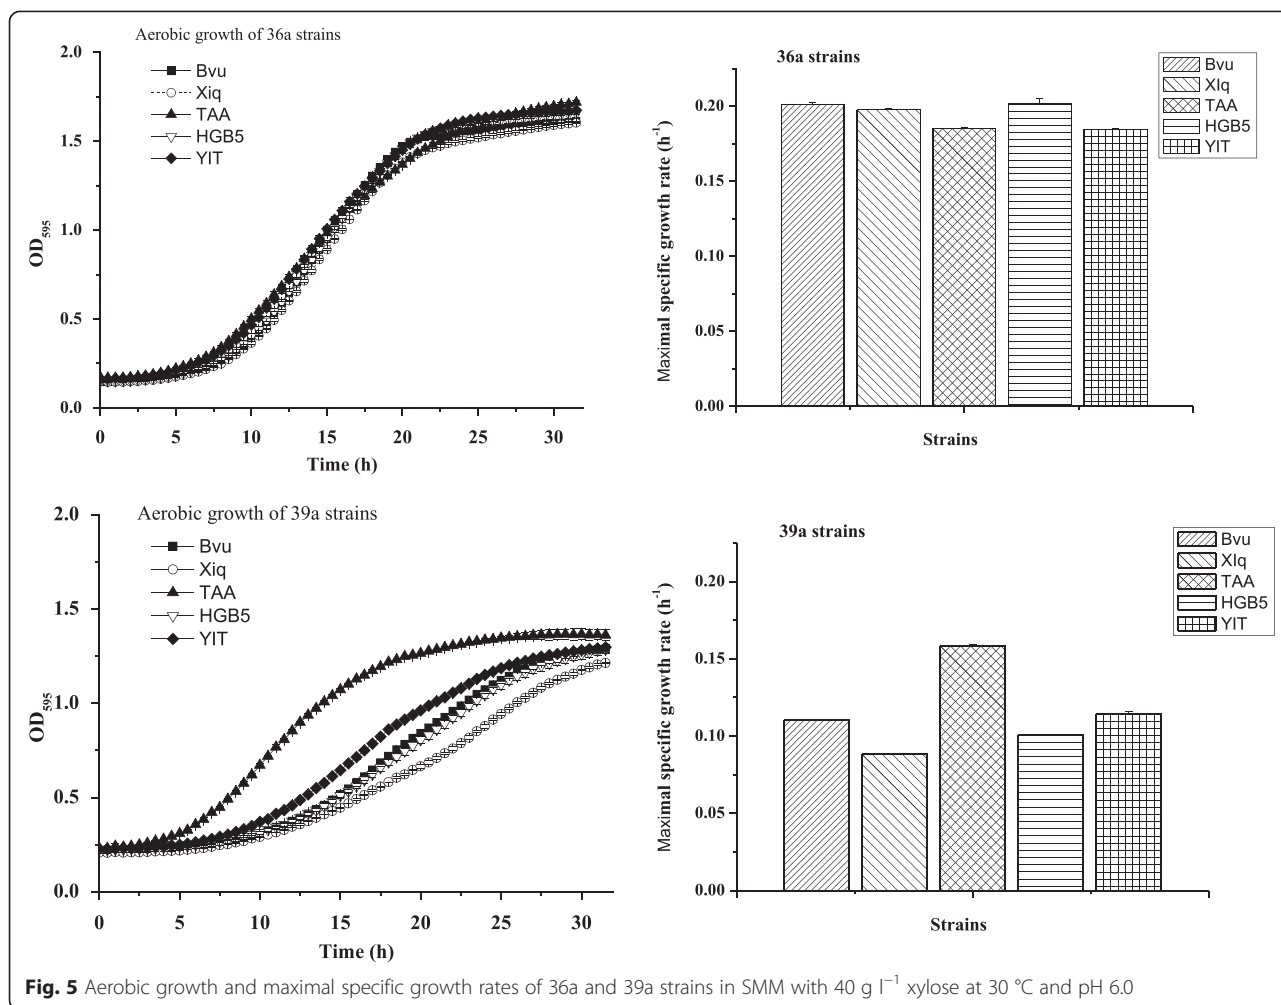 Aerobic growth of 36a strains
2.0
1.5
1.0
0.5
0.0
OD595
Bvu
Xiq
TAA
HGB5
YIT
0 5 10 15 20 25 30
Time (h)
36a strains
0.20
0.15
0.10
0.05
0.00
Maximal specific growth rate (h-1)
Bvu
XIq
TAA
HGB5
YIT
Strains
Aerobic growth of 39a strains
2.0
1.5
1.0
0.5
0.0
OD595
Bvu
Xiq
TAA
HGB5
YIT
0 5 10 15 20 25 30
Time (h)
39a strains
0.20
0.15
0.10
0.05
0.00
Maximal specific growth rate (h-1)
Bvu
XIq
TAA
HGB5
YIT
Strains
Fig. 5 Aerobic growth and maximal specific growth rates of 36a and 39a strains in SMM with 40 g l−1 xylose at 30 °C and pH 6.0